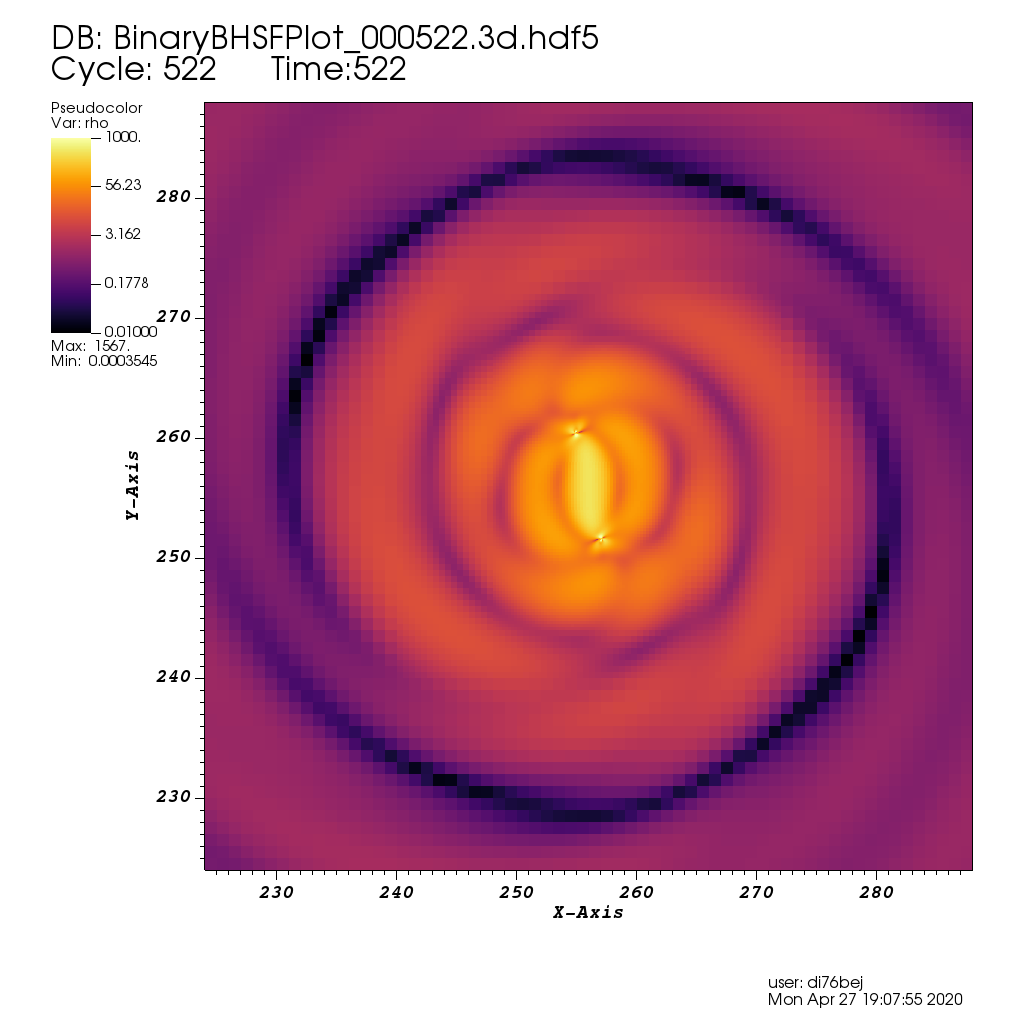 DB: BinaryBHSFPlot_000522.3d.hdf5
Cycle: 522 Time:522
Pseudocolor
Var: rho
1000.
56.23
3.162
0.1778
0.01000
Max: 1567.
Min: 0.0003545
280
270
260
250
240
230
Y-Axis
230 240 250 260 270 280
X-Axis
user: di76bej
Mon Apr 27 19:07:55 2020